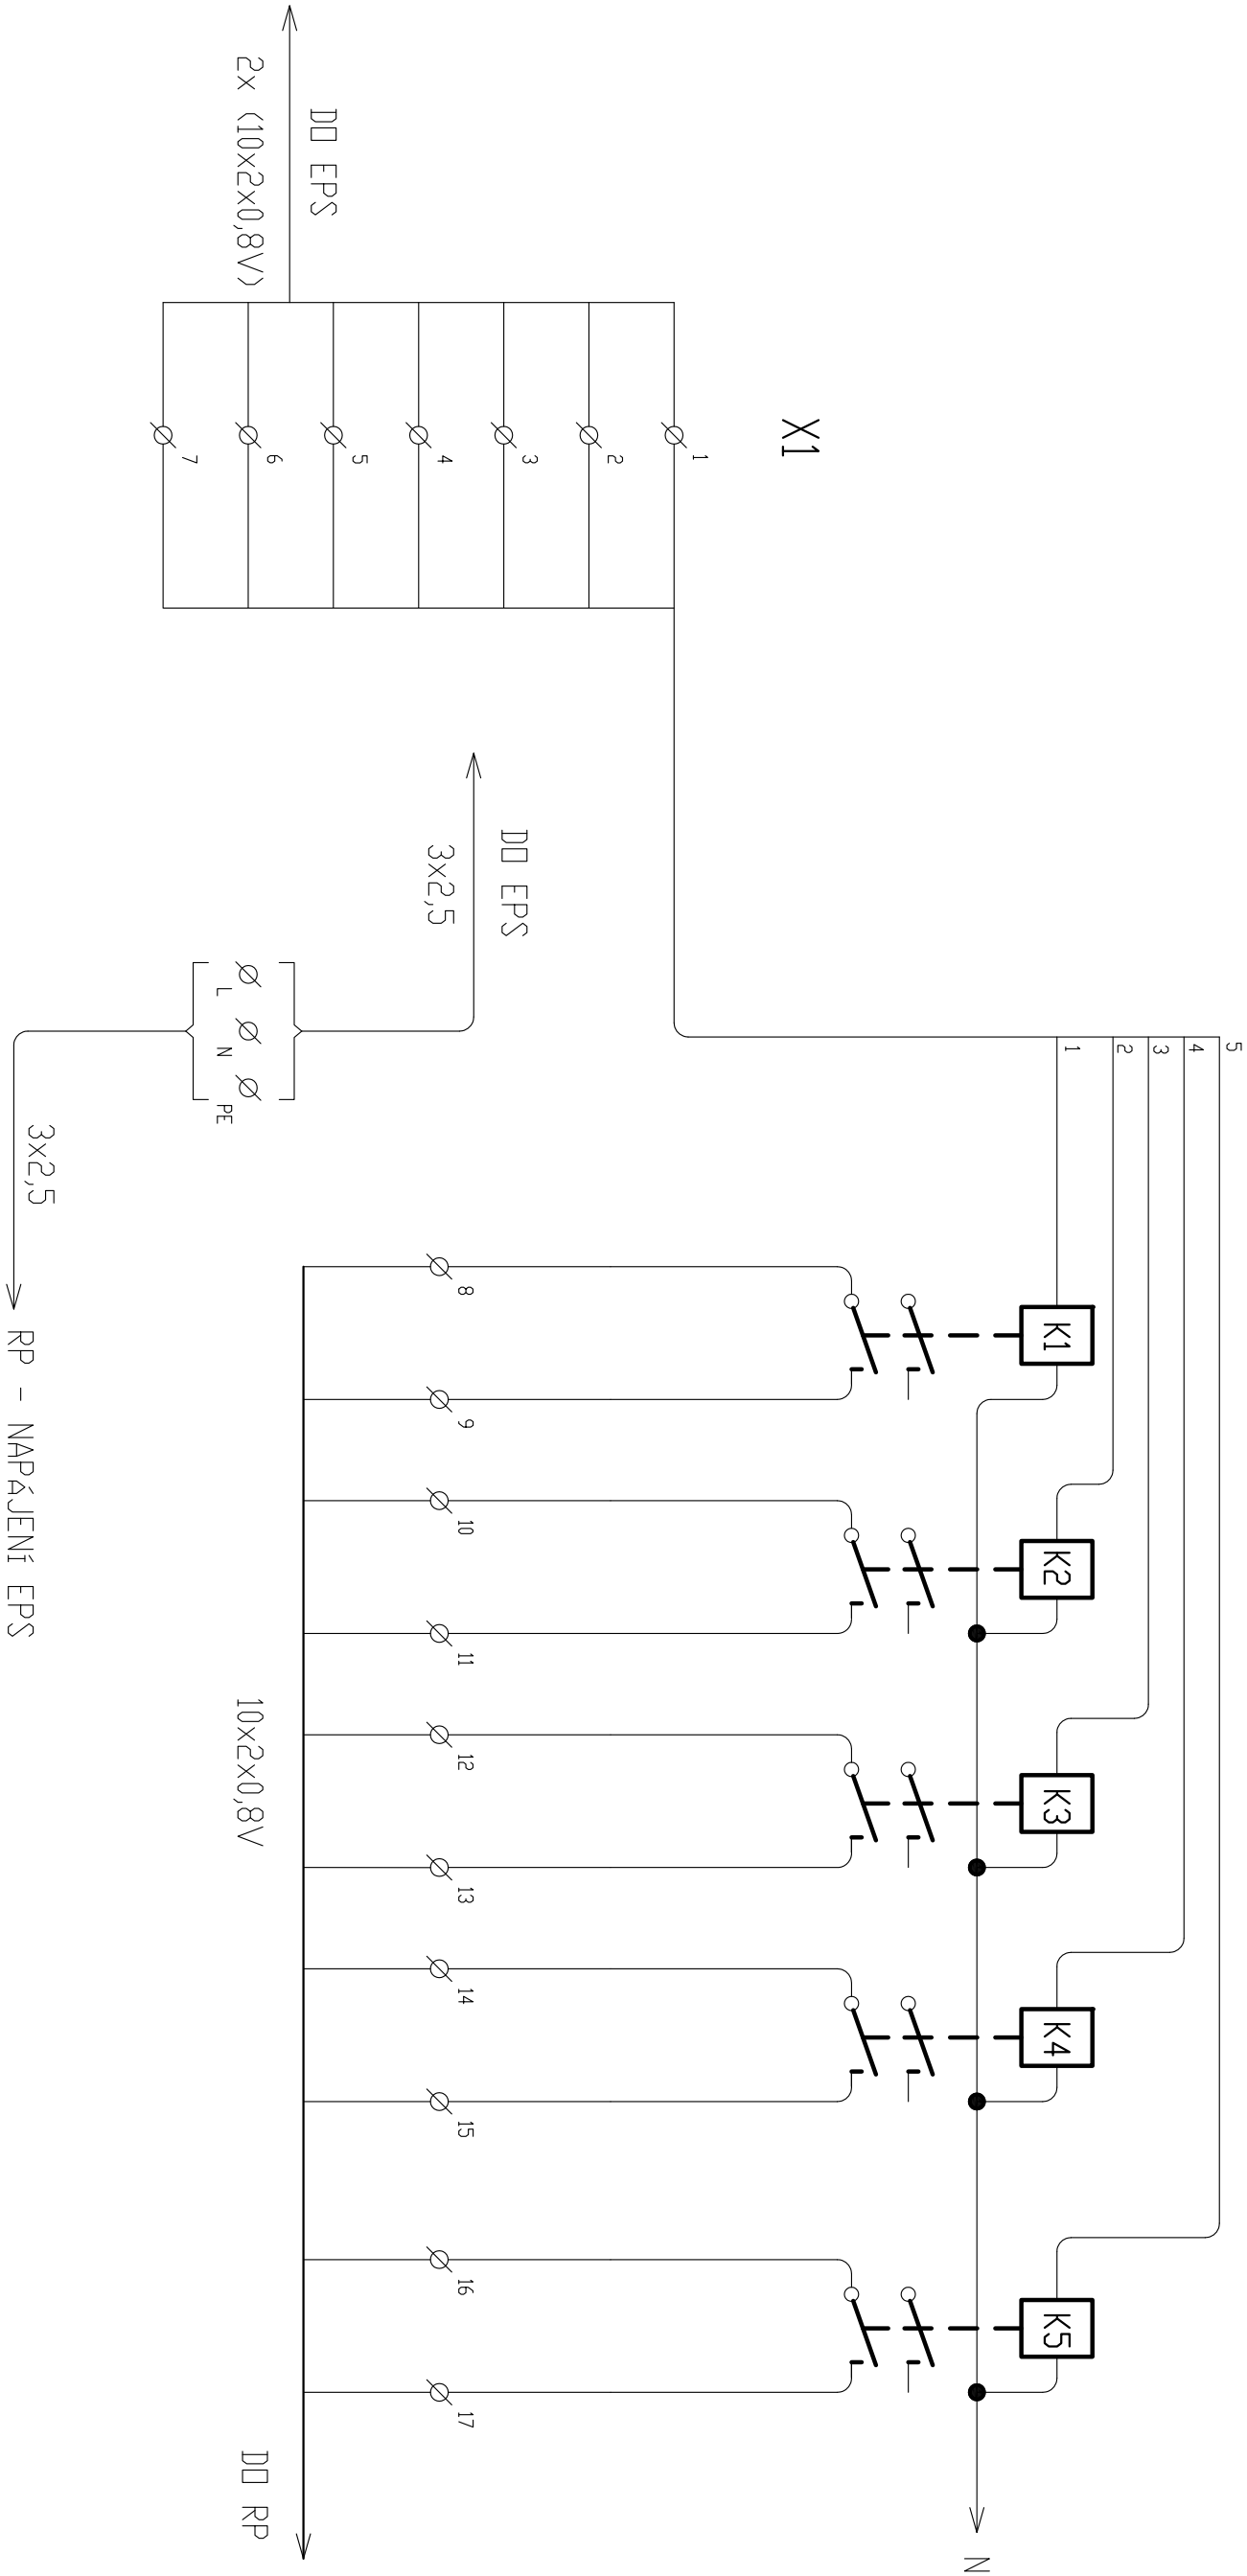 5
4
3
2
1
K1
K2
K3
K4
K5
N
X1
1
2
3
4
5
6
7
DO EPS
2x (10x2x0,8V)
DO EPS
3x2,5
L
N
PE
3x2,5
RP - NAPÁJENÍ EPS
8
9
10
11
12
13
14
15
16
17
10x2x0,8V
DO RP